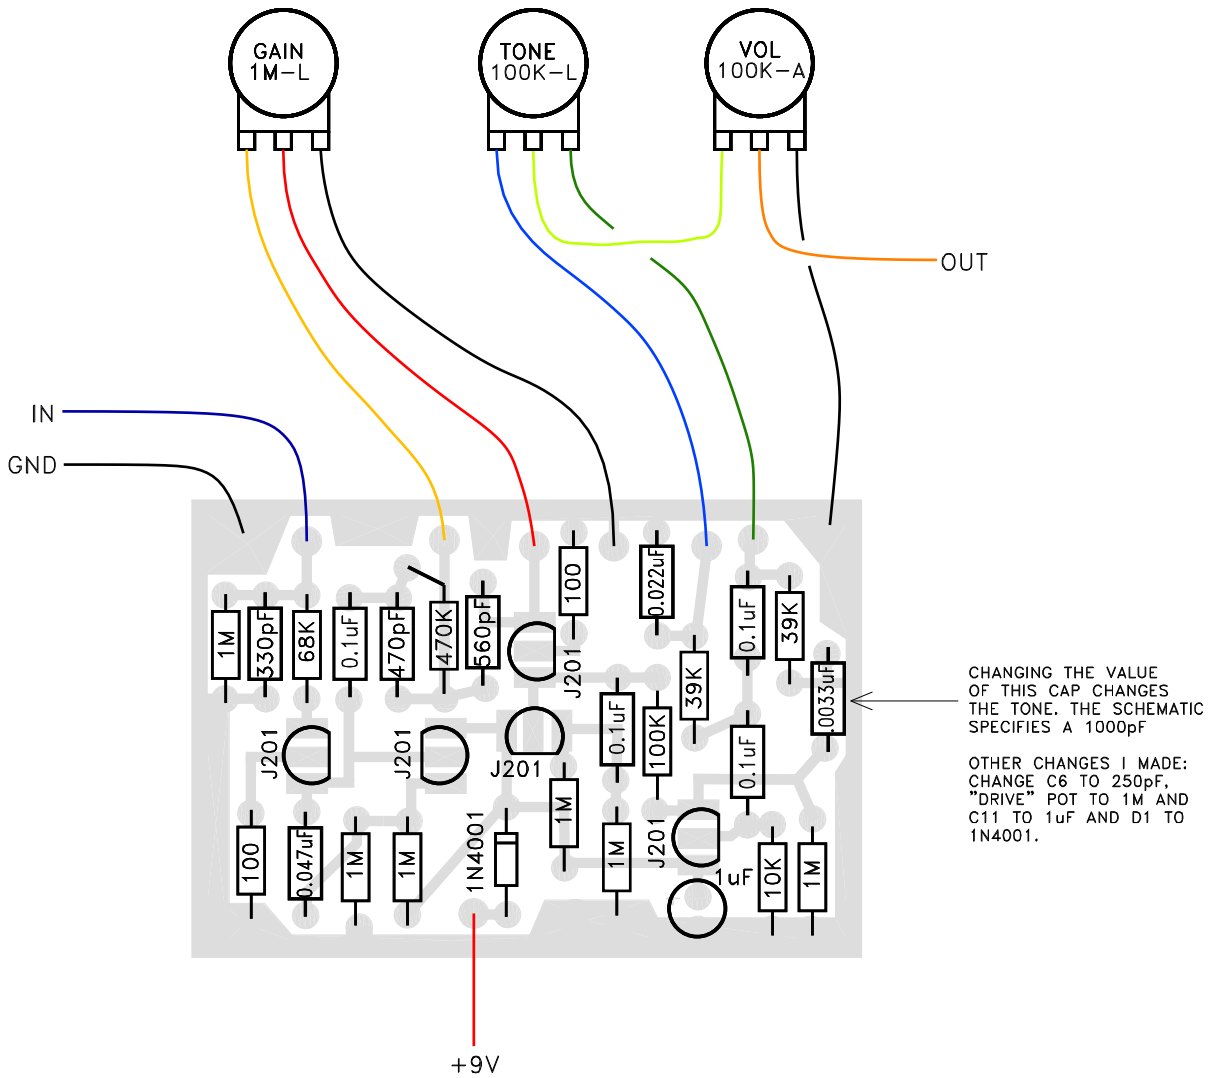 GAIN
1M-L
TONE
100K-L
VOL
100K-A
OUT
IN
GND
1M
330pF
68K
0.1uF
470pF
470K
560pF
J201
100
0.022uF
39K
0.1uF
39K
.0033uF
J201
J201
J201
0.1uF
100K
0.1uF
100
0.047uF
1M
1M
1N4001
1M
1M
J201
1uF
10K
1M
+9V
CHANGING THE VALUE
OF THIS CAP CHANGES
THE TONE. THE SCHEMATIC
SPECIFIES A 1000pF
OTHER CHANGES I MADE:
CHANGE C6 TO 250pF,
"DRIVE" POT TO 1M AND
C11 TO 1uF AND D1 TO
1N4001.